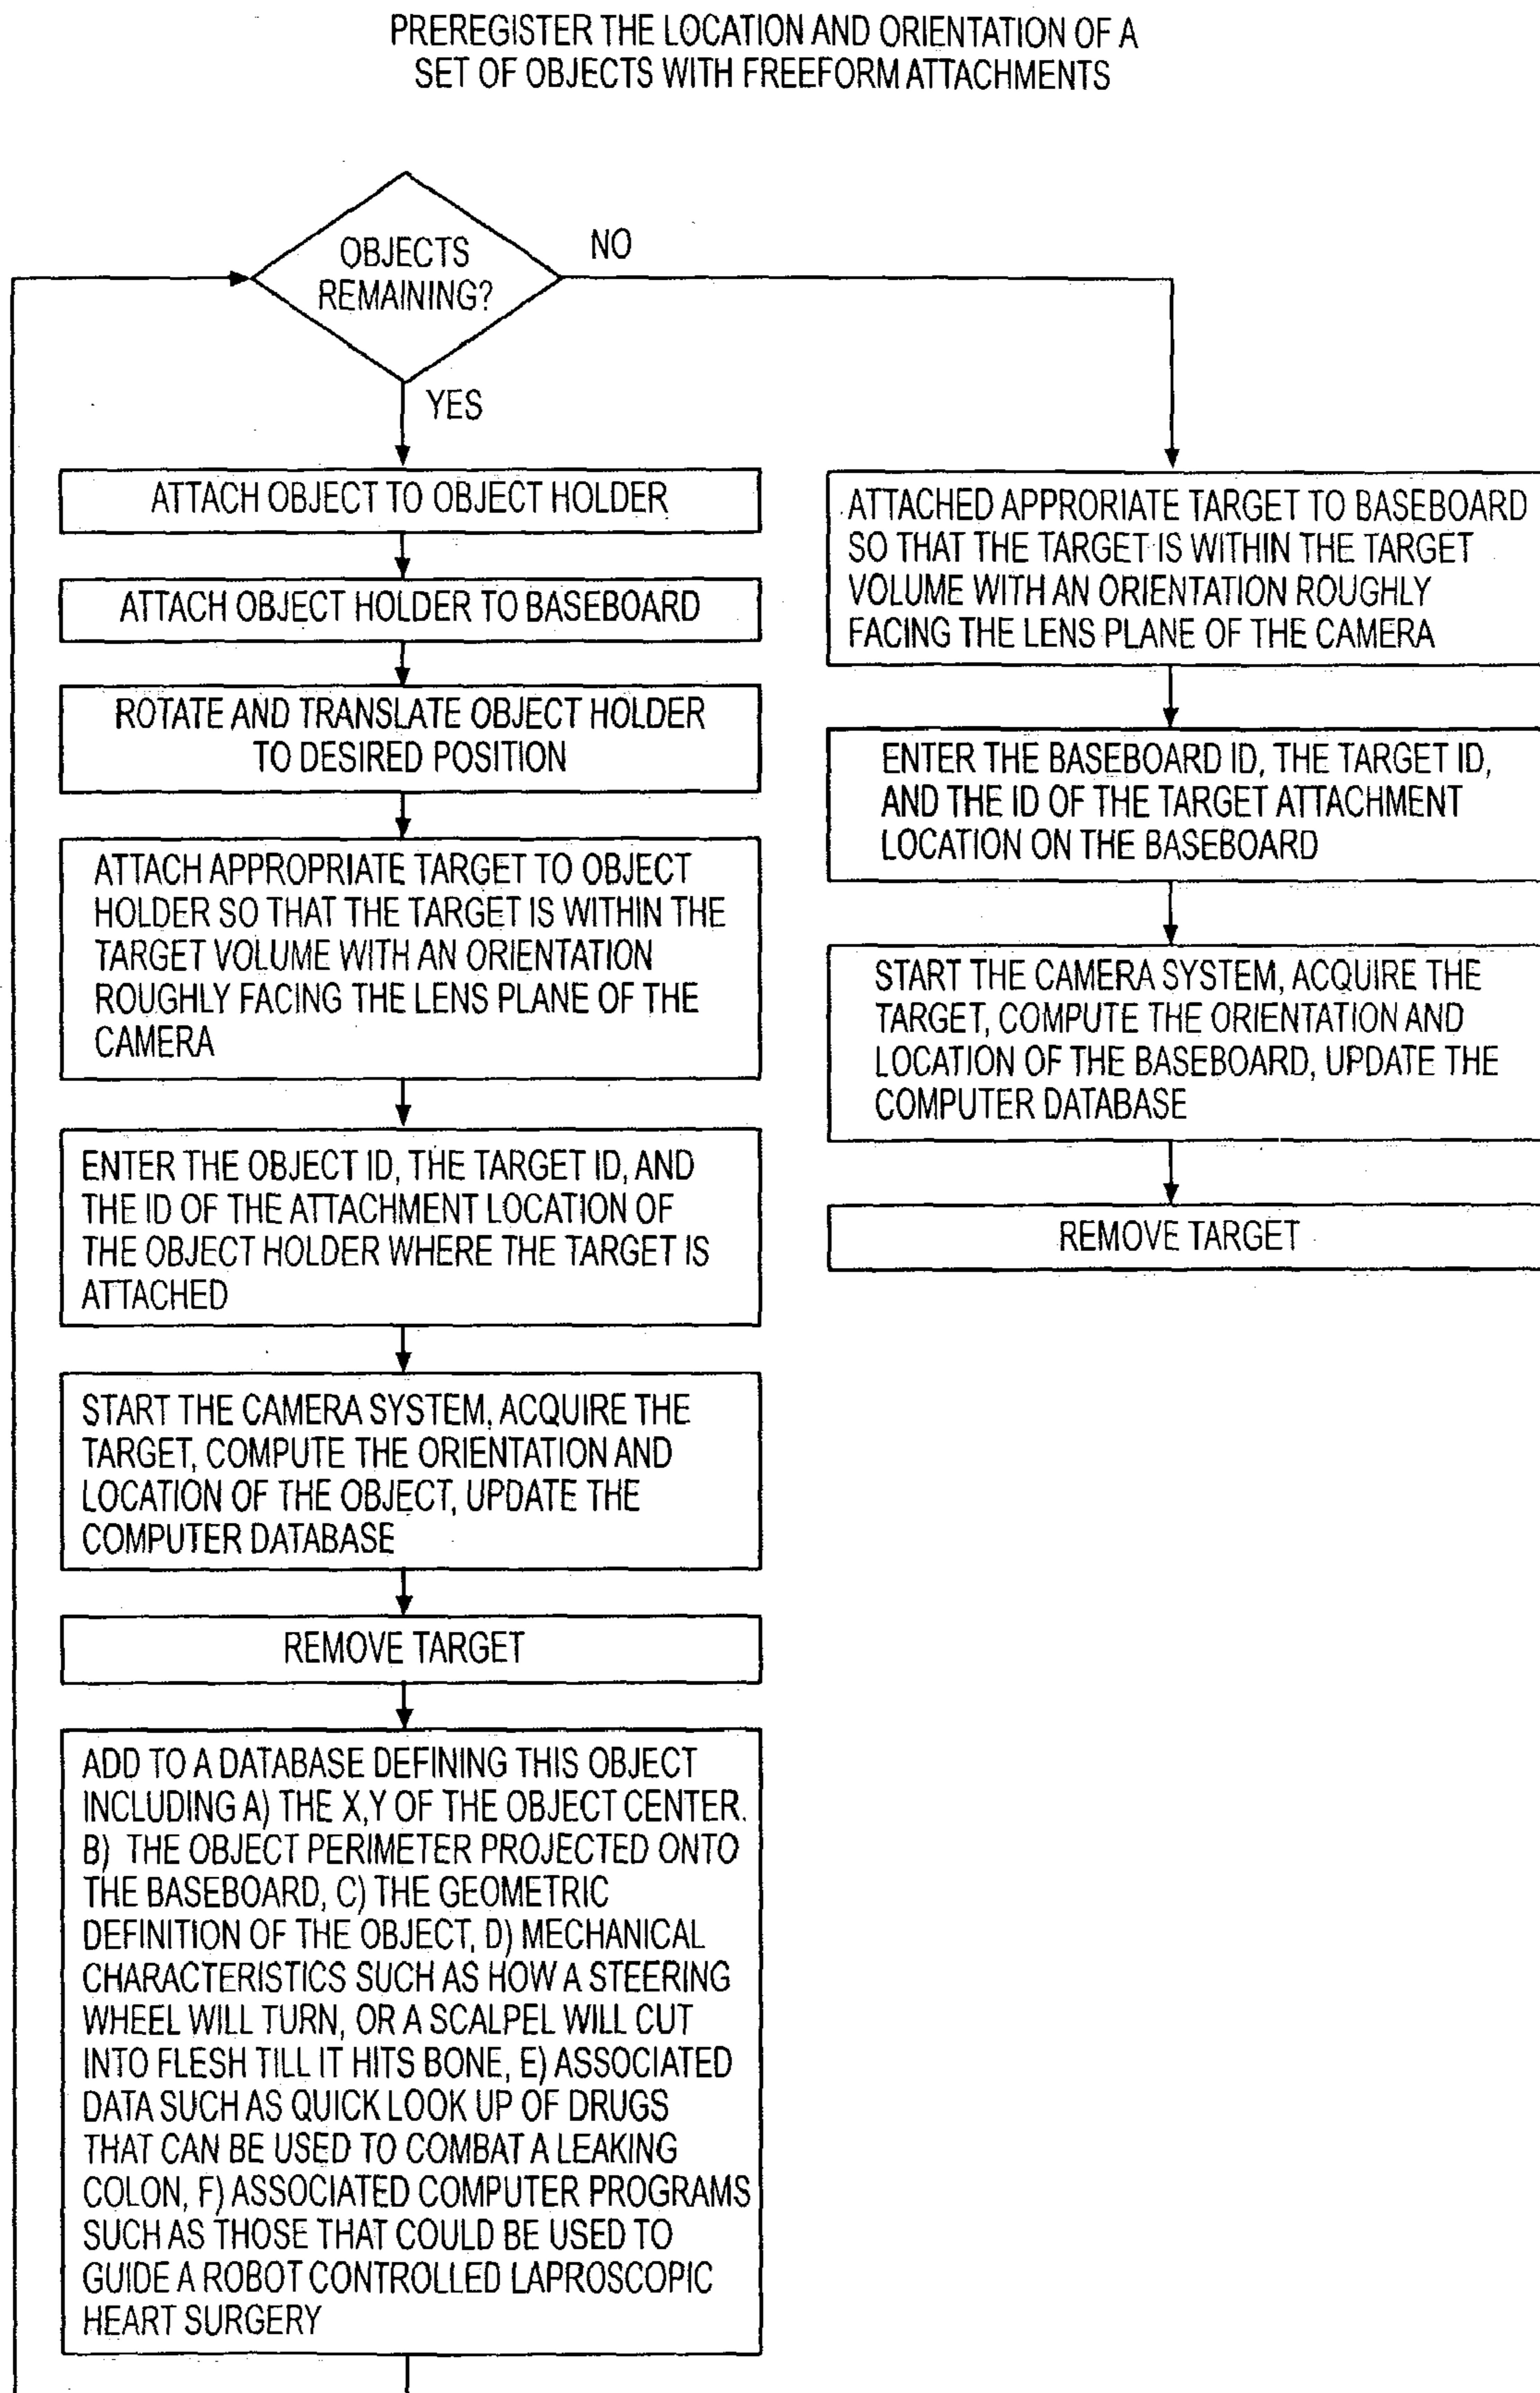 PREREGISTER THE LOCATION AND ORIENTATION OF A
SET OF OBJECTS WITH FREEFORM ATTACHMENTS
OBJECTS
REMAINING?
NO
YES
ATTACH OBJECT TO OBJECT HOLDER
ATTACH OBJECT HOLDER TO BASEBOARD
ROTATE AND TRANSLATE OBJECT HOLDER
TO DESIRED POSITION
ATTACH APPROPRIATE TARGET TO OBJECT
HOLDER SO THAT THE TARGET IS WITHIN THE
TARGET VOLUME WITH AN ORIENTATION
ROUGHLY FACING THE LENS PLANE OF THE
CAMERA
ENTER THE OBJECT ID, THE TARGET ID, AND
THE ID OF THE ATTACHMENT LOCATION OF
THE OBJECT HOLDER WHERE THE TARGET IS
ATTACHED
START THE CAMERA SYSTEM, ACQUIRE THE
TARGET, COMPUTE THE ORIENTATION AND
LOCATION OF THE OBJECT, UPDATE THE
COMPUTER DATABASE
REMOVE TARGET
ADD TO A DATABASE DEFINING THIS OBJECT
INCLUDING A) THE X,Y OF THE OBJECT CENTER.
B) THE OBJECT PERIMETER PROJECTED ONTO
THE BASEBOARD, C) THE GEOMETRIC
DEFINITION OF THE OBJECT, D) MECHANICAL
CHARACTERISTICS SUCH AS HOW A STEERING
WHEEL WILL TURN, OR A SCALPEL WILL CUT
INTO FLESH TILL IT HITS BONE, E) ASSOCIATED
DATA SUCH AS QUICK LOOK UP OF DRUGS
THAT CAN BE USED TO COMBAT A LEAKING
COLON, F) ASSOCIATED COMPUTER PROGRAMS
SUCH AS THOSE THAT COULD BE USED TO
GUIDE A ROBOT CONTROLLED LAPROSCOPIC
HEART SURGERY
ATTACHED APPRORIATE TARGET TO BASEBOARD
SO THAT THE TARGET IS WITHIN THE TARGET
VOLUME WITH AN ORIENTATION ROUGHLY
FACING THE LENS PLANE OF THE CAMERA
ENTER THE BASEBOARD ID, THE TARGET ID,
AND THE ID OF THE TARGET ATTACHMENT
LOCATION ON THE BASEBOARD
START THE CAMERA SYSTEM, ACQUIRE THE
TARGET, COMPUTE THE ORIENTATION AND
LOCATION OF THE BASEBOARD, UPDATE THE
COMPUTER DATABASE
REMOVE TARGET